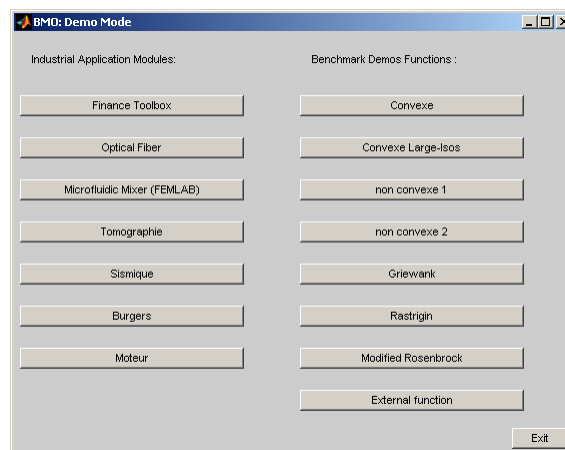 BMO: Demo Mode
Industrial Application Modules:
Finance Toolbox
Optical Fiber
Microfluidic Mixer (FEMLAB)
Tomographie
Sismique
Burgers
Moteur
Benchmark Demos Functions :
Convexe
Convexe Large-Isos
non convexe 1
non convexe 2
Griewank
Rastrigin
Modified Rosenbrock
External function
Exit